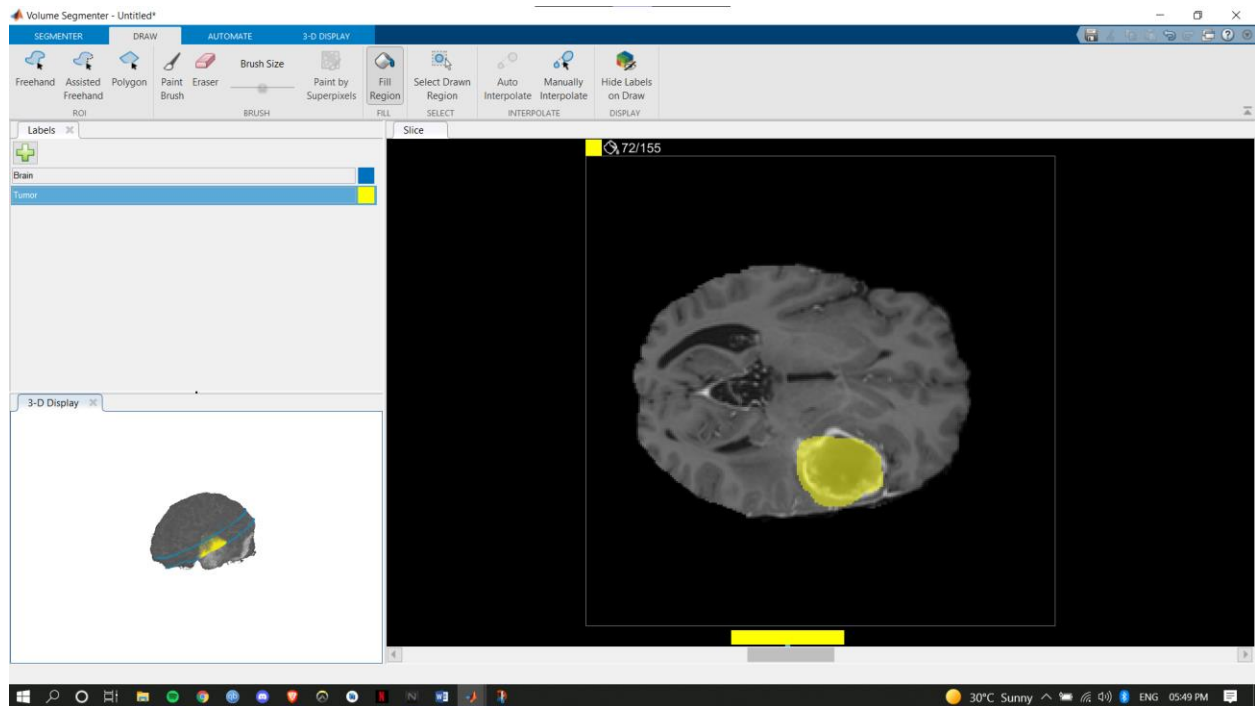 Volume Segmenter - Untitled*
SEGMENTER DRAW AUTOMATE 3-D DISPLAY
Freehand Assisted Freehand Polygon Paint Brush Eraser Brush Size Paint by Superpixels Fill Region Select Drawn Region Auto Interpolate Manually Interpolate Hide Labels on Draw
ROI BRUSH FILL SELECT INTERPOLATE DISPLAY
Labels
Slice
72/155
Brain
Tumor
3-D Display
30°C Sunny ENG 05:49 PM